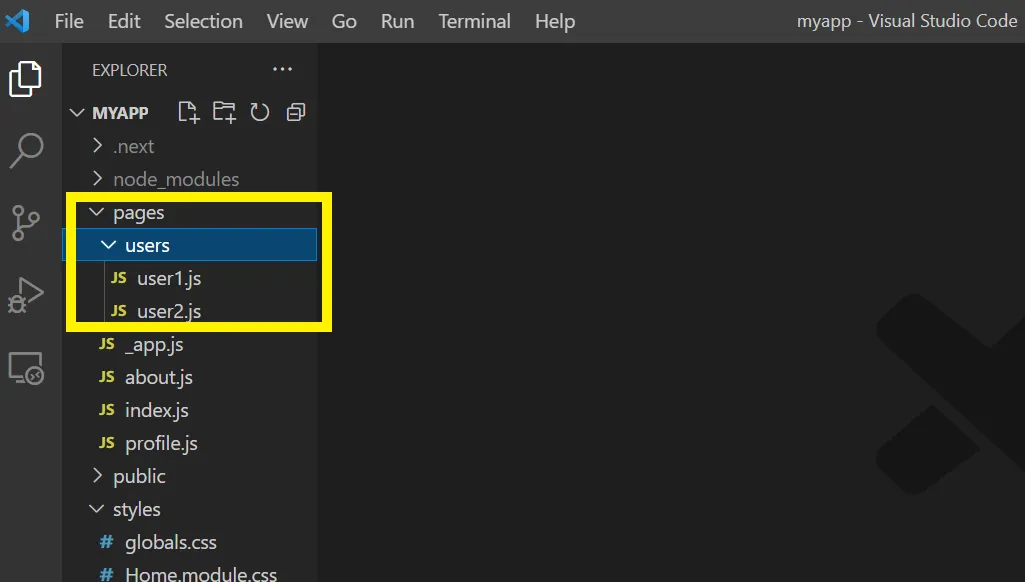 File Edit Selection View Go Run Terminal Help myapp - Visual Studio Code
EXPLORER ...
MYAPP
.next
node_modules
pages
users
JS user1.js
JS user2.js
JS _app.js
JS about.js
JS index.js
JS profile.js
public
styles
# globals.css
# Home.module.css